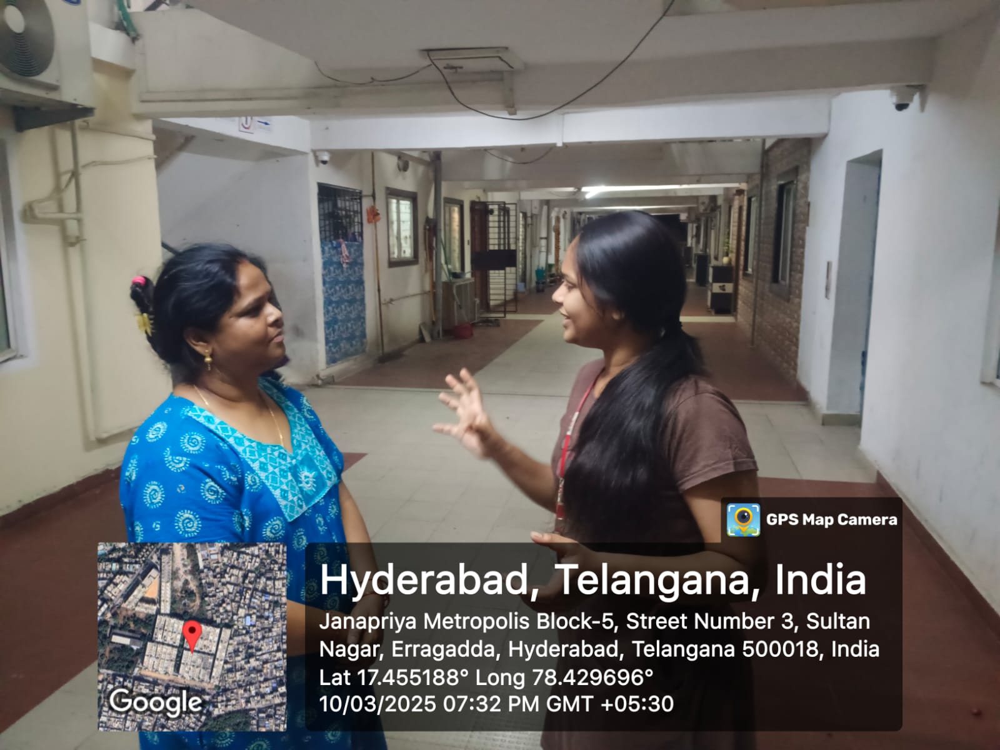 GPS Map Camera
Hyderabad, Telangana, India
Janapriya Metropolis Block-5, Street Number 3, Sultan
Nagar, Erragadda, Hyderabad, Telangana 500018, India
Lat 17.455188° Long 78.429696°
10/03/2025 07:32 PM GMT +05:30
Google